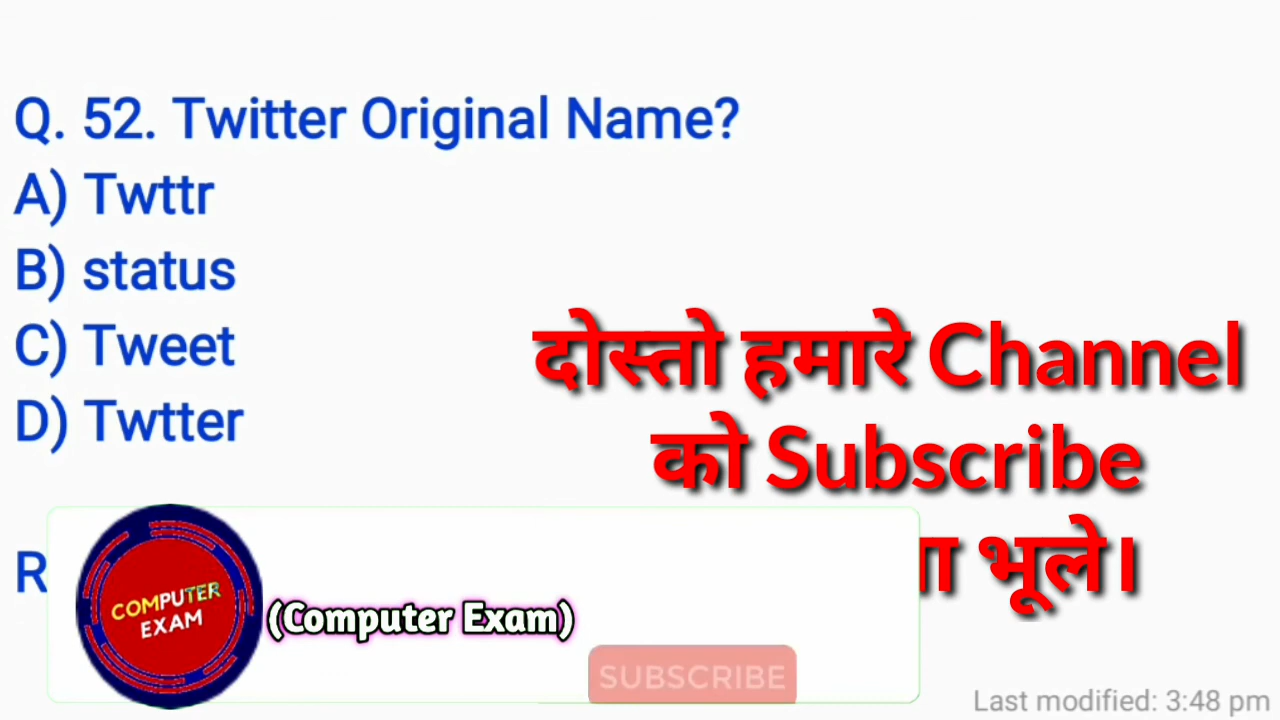 Q. 52. Twitter Original Name?
A) Twttr
B) status
C) Tweet
D) Twtter
दोस्तो हमारे Channel
को Subscribe
भूले।
R
COMPUTER
EXAM
(Computer Exam)
SUBSCRIBE
Last modified: 3:48 pm